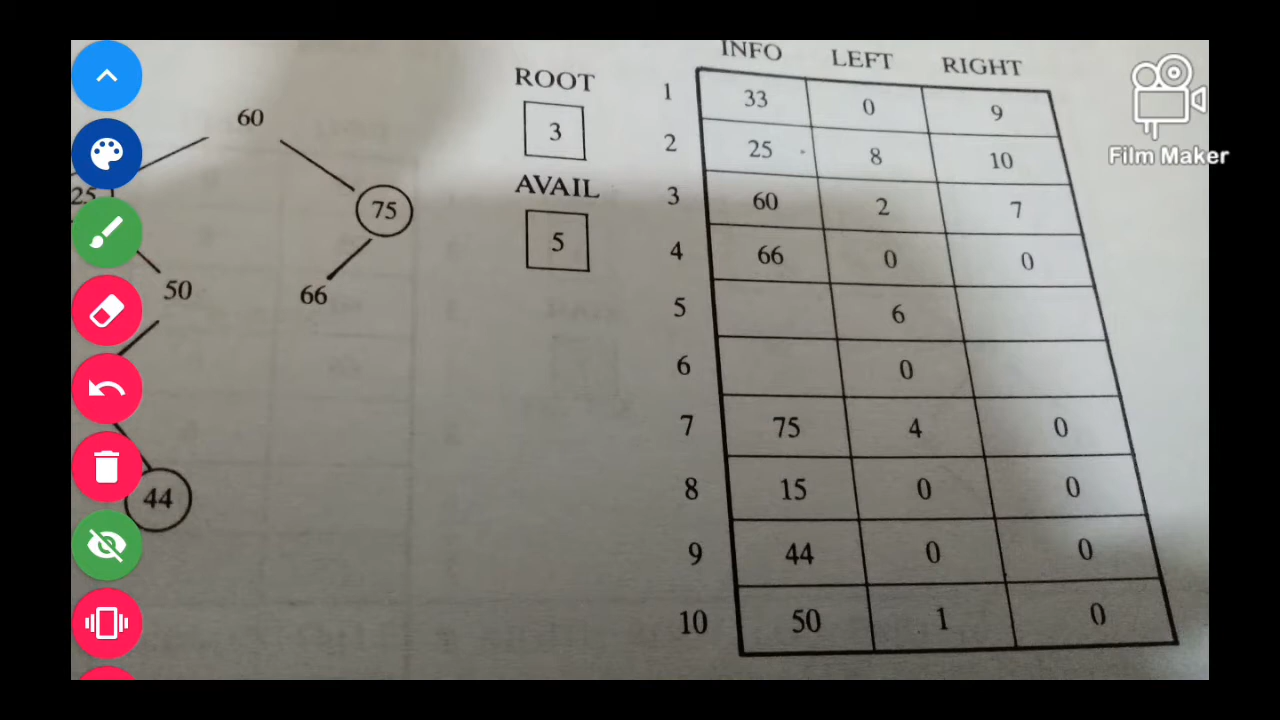 INFO LEFT RIGHT
ROOT
3
AVAIL
5
1 33 0 9
2 25 8 10
3 60 2 7
4 66 0 0
5 6
6 0
7 75 4 0
8 15 0 0
9 44 0 0
10 50 1 0
60
25 75
50 66
44
Film Maker